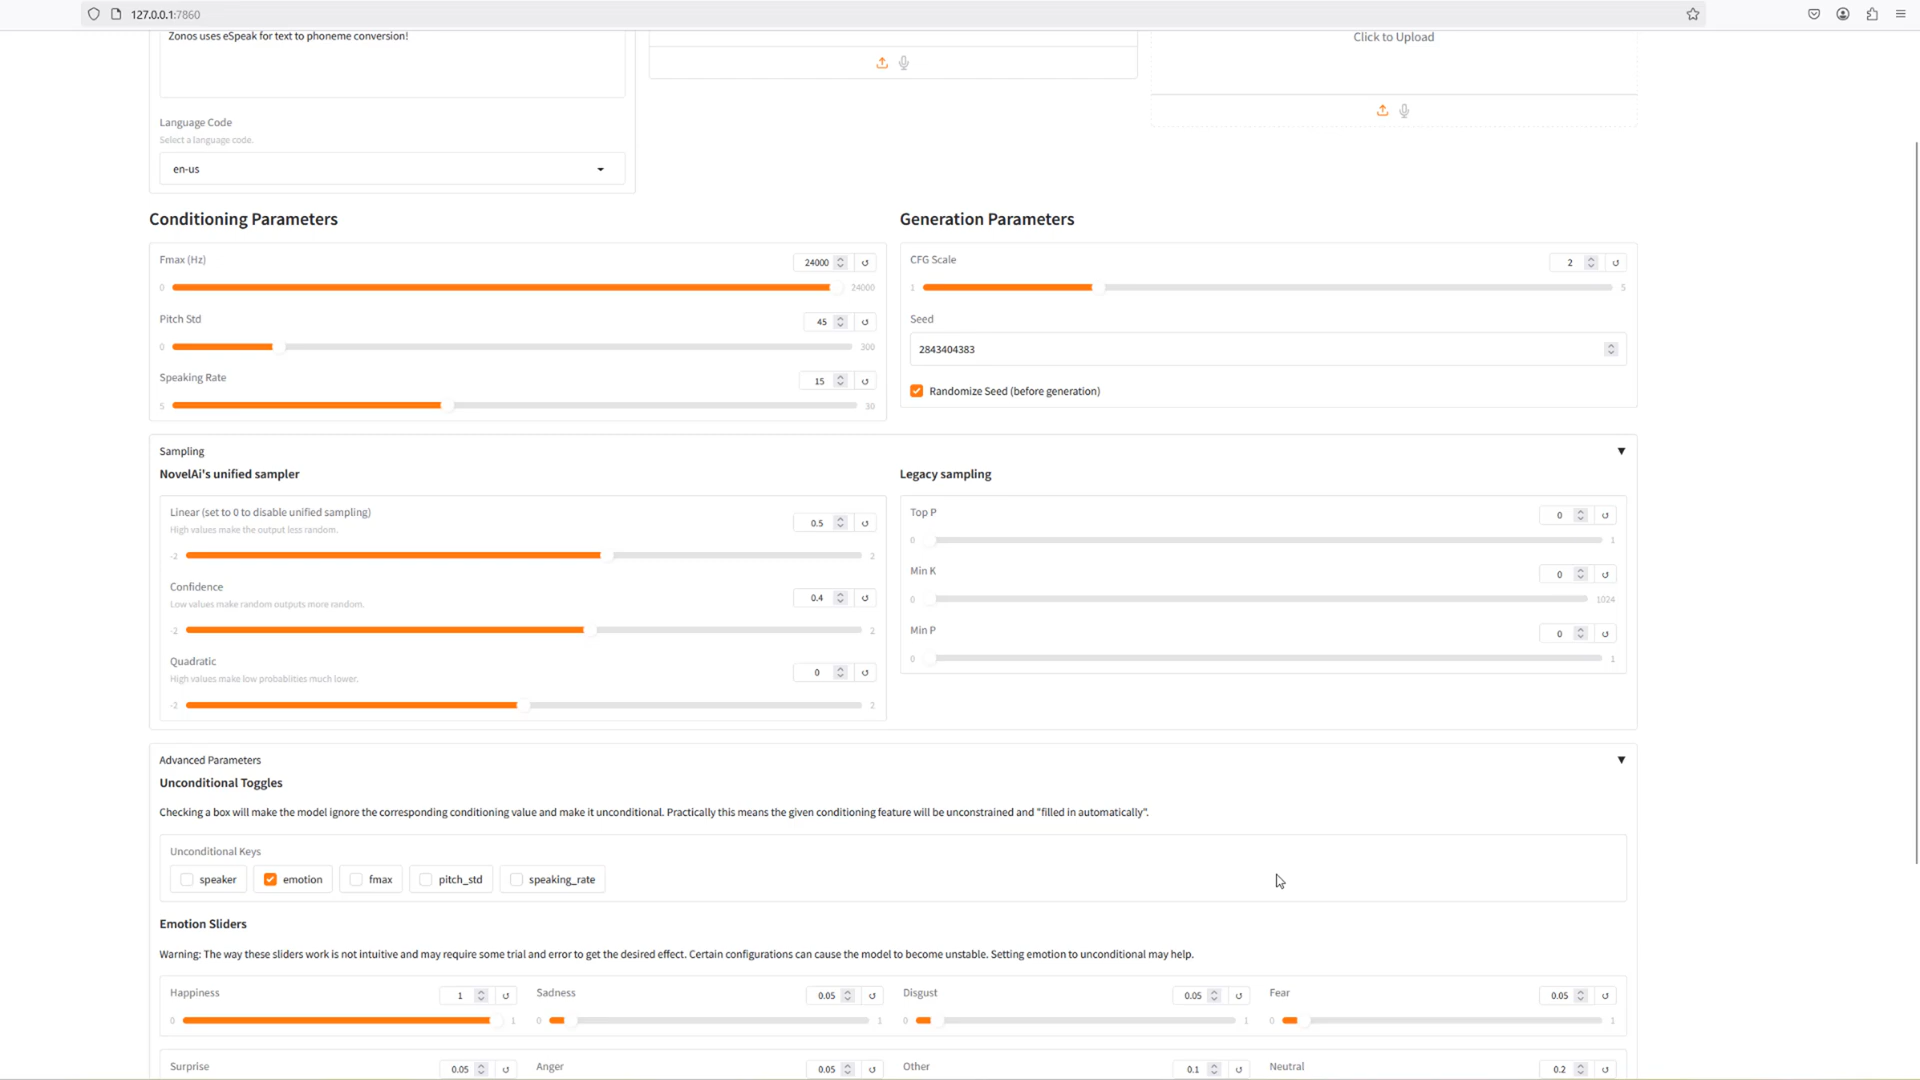 127.0.0.1:7860
Zonos uses eSpeak for text to phoneme conversion!
Click to Upload
Language Code
Select a language code.
en-us
Conditioning Parameters
Generation Parameters
Fmax (Hz)
24000
0
24000
CFG Scale
2
1
5
Pitch Std
45
0
300
Seed
2843404383
Speaking Rate
15
5
30
Randomize Seed (before generation)
Sampling
NovelAi's unified sampler
Legacy sampling
Linear (set to 0 to disable unified sampling)
High values make the output less random.
0.5
-2
2
Top P
0
0
1
Confidence
Low values make random outputs more random.
0.4
-2
2
Min K
0
0
1024
Quadratic
High values make low probablities much lower.
0
-2
2
Min P
0
0
1
Advanced Parameters
Unconditional Toggles
Checking a box will make the model ignore the corresponding conditioning value and make it unconditional. Practically this means the given conditioning feature will be unconstrained and "filled in automatically".
Unconditional Keys
speaker
emotion
fmax
pitch_std
speaking_rate
Emotion Sliders
Warning: The way these sliders work is not intuitive and may require some trial and error to get the desired effect. Certain configurations can cause the model to become unstable. Setting emotion to unconditional may help.
Happiness
1
0
1
Sadness
0.05
0
1
Disgust
0.05
0
1
Fear
0.05
0
1
Surprise
0.05
Anger
0.05
Other
0.1
Neutral
0.2